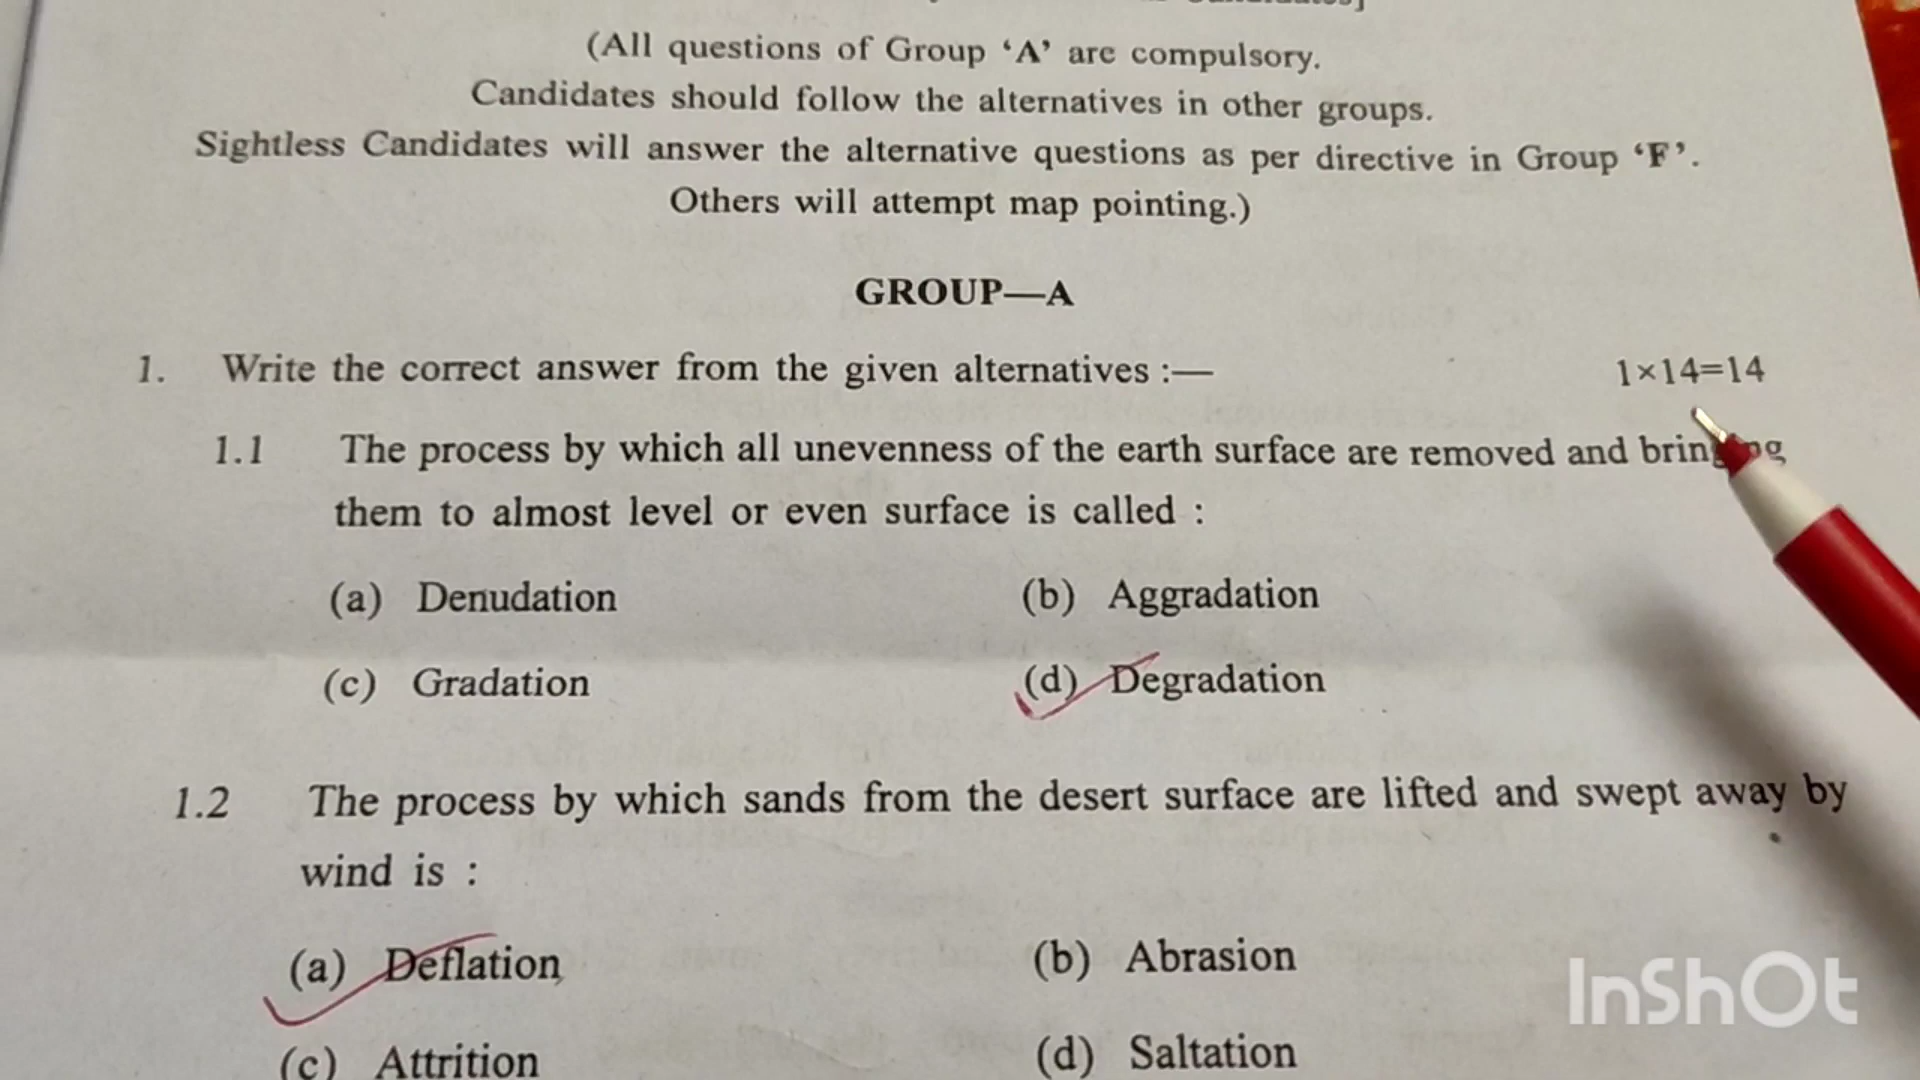 (All questions of Group ‘A’ are compulsory.
Candidates should follow the alternatives in other groups.
Sightless Candidates will answer the alternative questions as per directive in Group ‘F’.
Others will attempt map pointing.)
GROUP—A
1. Write the correct answer from the given alternatives :— 1×14=14
1.1 The process by which all unevenness of the earth surface are removed and bringing
them to almost level or even surface is called :
(a) Denudation (b) Aggradation
(c) Gradation (d) Degradation
1.2 The process by which sands from the desert surface are lifted and swept away by
wind is :
(a) Deflation (b) Abrasion
(c) Attrition (d) Saltation
InShOt